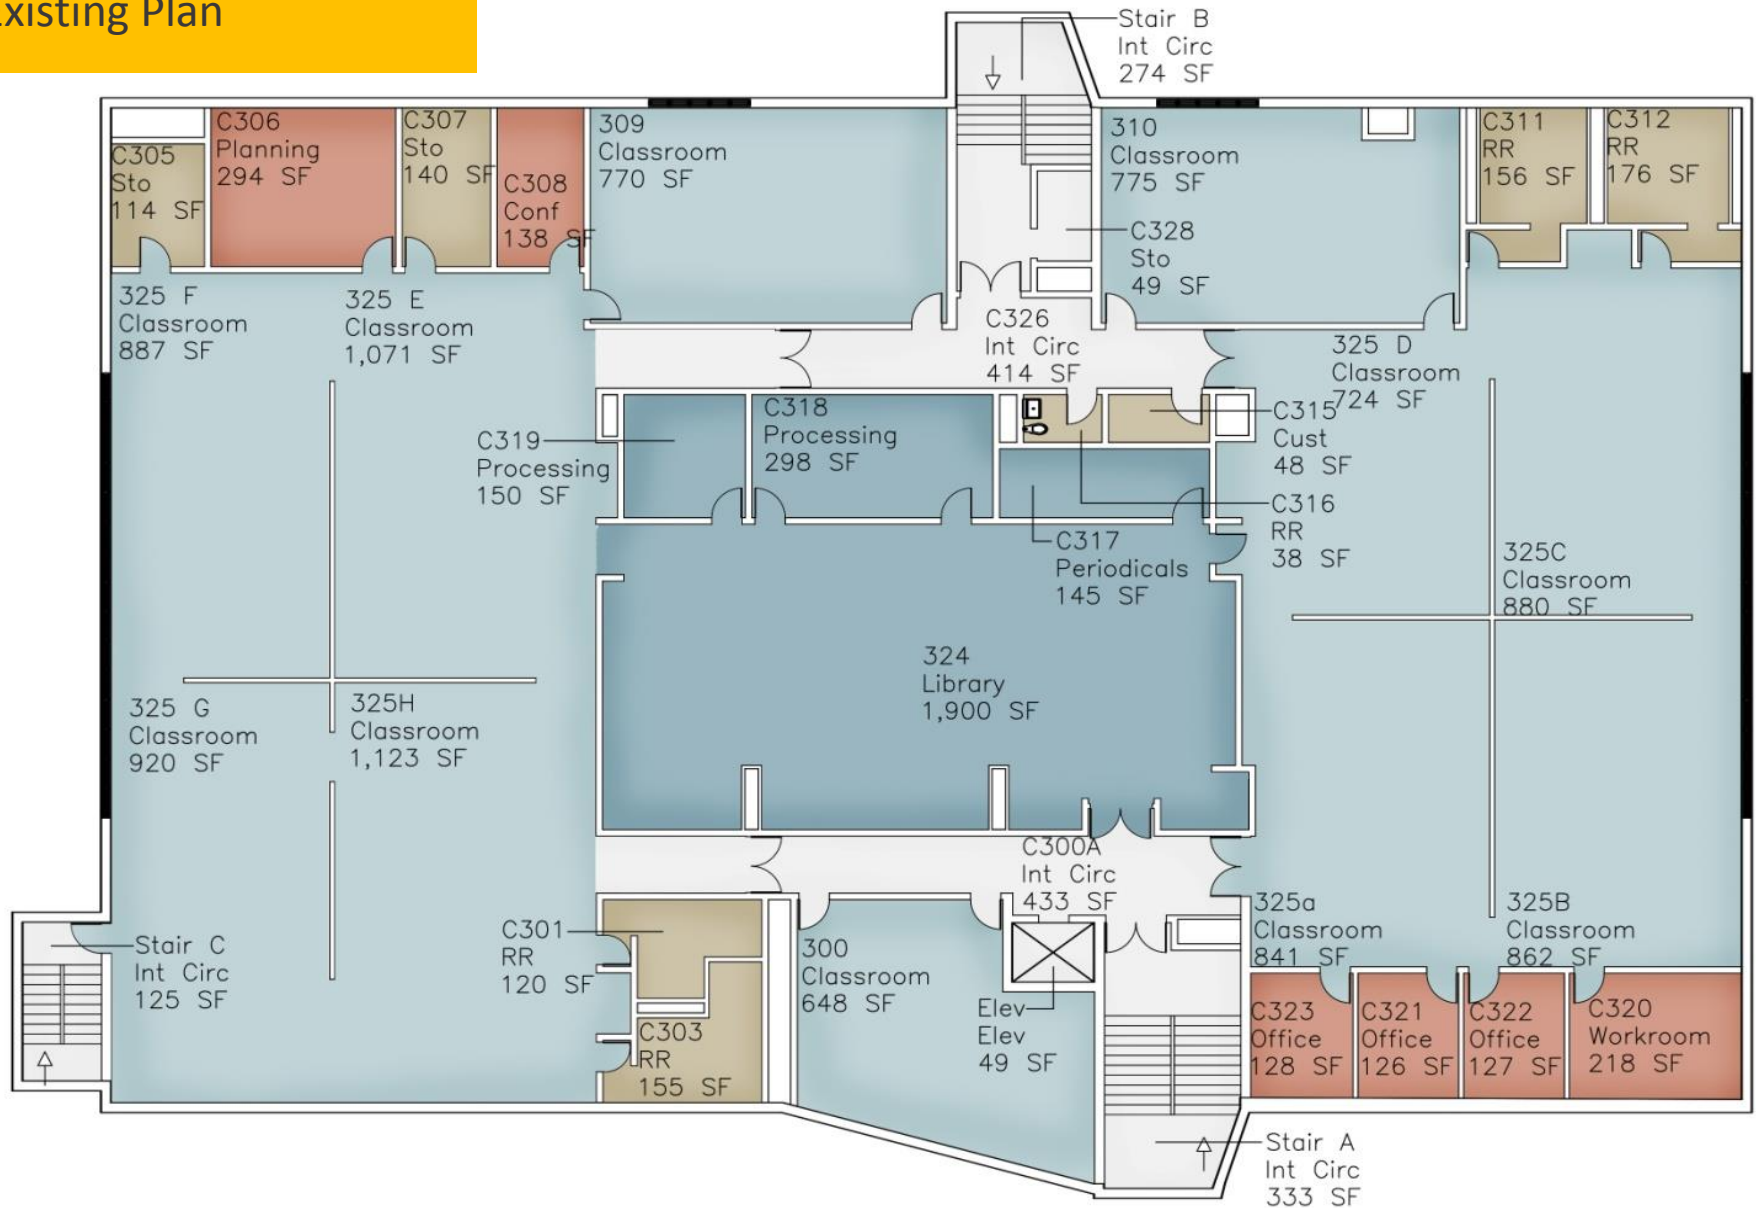 Existing Plan
Stair B
Int Circ
274 SF
C305
Sto
114 SF
C306
Planning
294 SF
C307
Sto
140 SF
C308
Conf
138 SF
309
Classroom
770 SF
310
Classroom
775 SF
C311
RR
156 SF
C312
RR
176 SF
C328
Sto
49 SF
325 F
Classroom
887 SF
325 E
Classroom
1,071 SF
C326
Int Circ
414 SF
325 D
Classroom
724 SF
C319
Processing
150 SF
C318
Processing
298 SF
C315
Cust
48 SF
C316
RR
38 SF
C317
Periodicals
145 SF
325C
Classroom
880 SF
324
Library
1,900 SF
325 G
Classroom
920 SF
325H
Classroom
1,123 SF
C300A
Int Circ
433 SF
325a
Classroom
841 SF
325B
Classroom
862 SF
Stair C
Int Circ
125 SF
C301
RR
120 SF
300
Classroom
648 SF
Elev
Elev
49 SF
C303
RR
155 SF
C323
Office
128 SF
C321
Office
126 SF
C322
Office
127 SF
C320
Workroom
218 SF
Stair A
Int Circ
333 SF